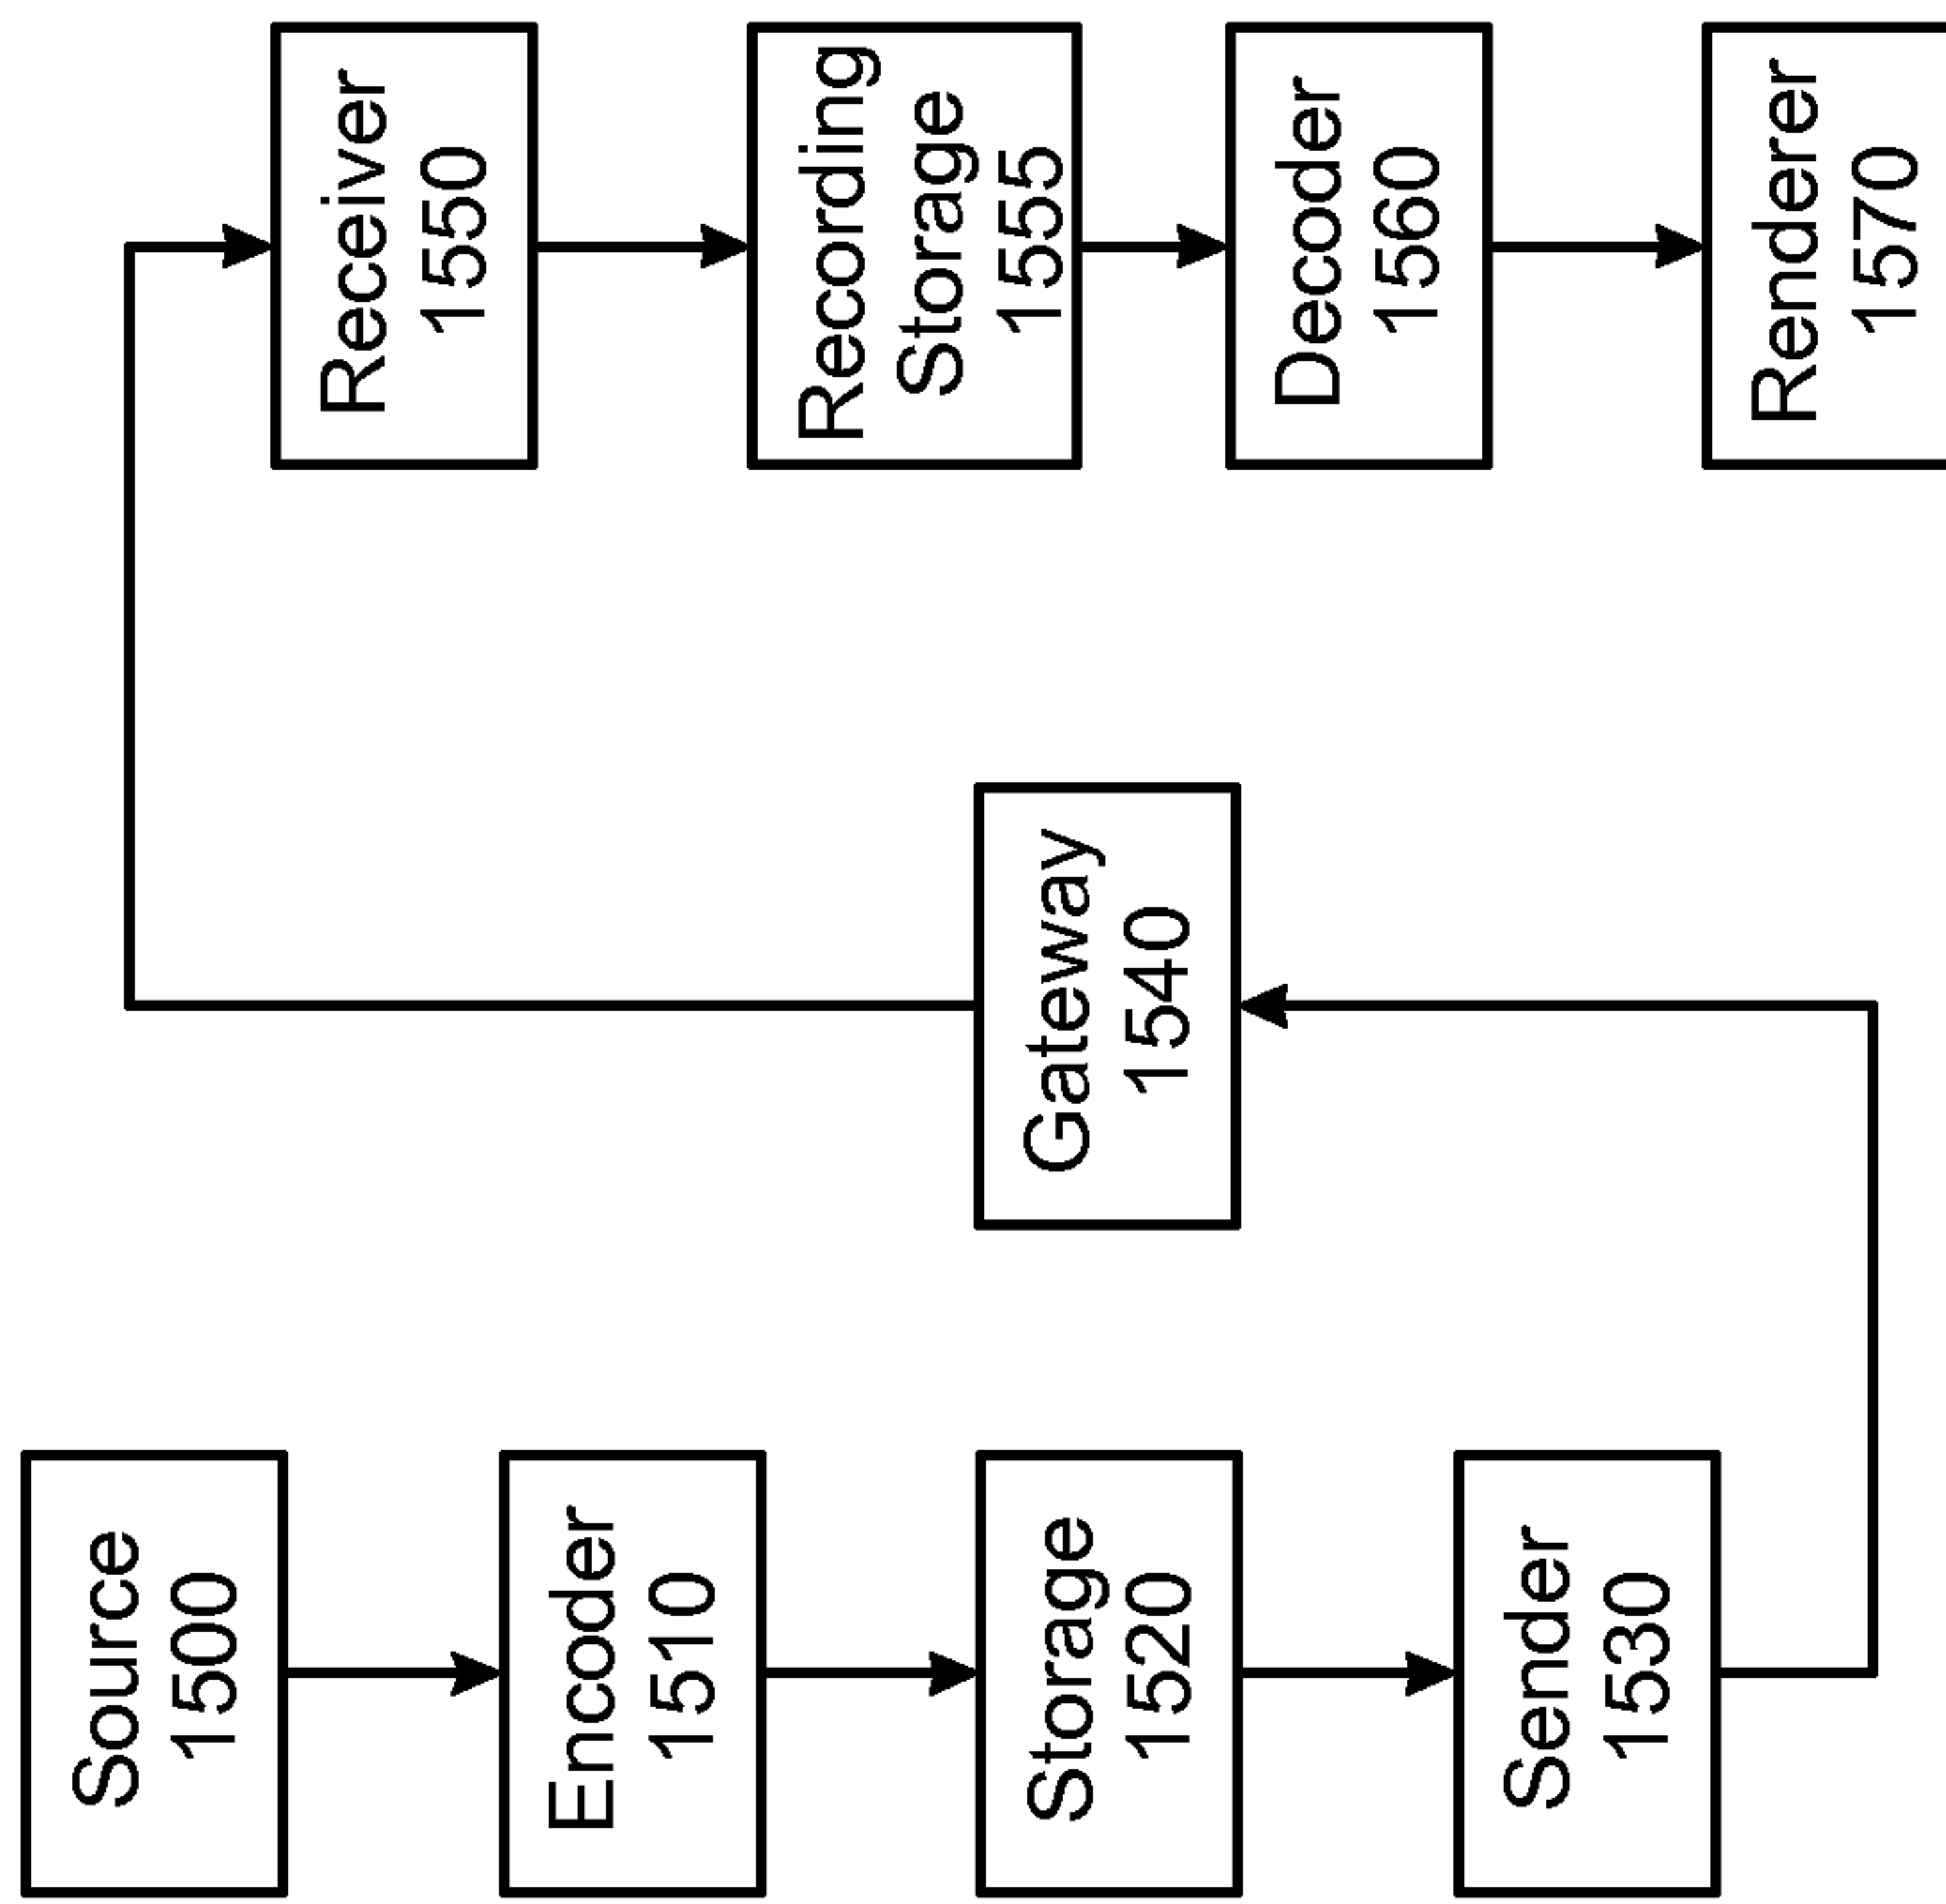 Source
1500
Encoder
1510
Storage
1520
Sender
1530
Gateway
1540
Receiver
1550
Recording
Storage
1555
Decoder
1560
Renderer
1570